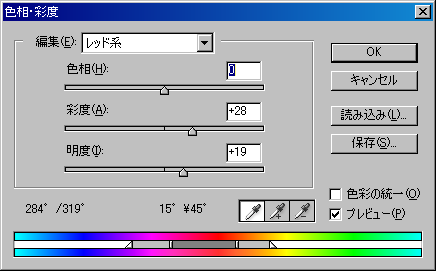 色相・彩度
編集(E): レッド系
OK
色相(H): 0
キャンセル
彩度(A): +28
読み込み(L)...
保存(S)...
明度(I): +19
色彩の統一(O)
284° /319° 15° \45°
プレビュー(P)